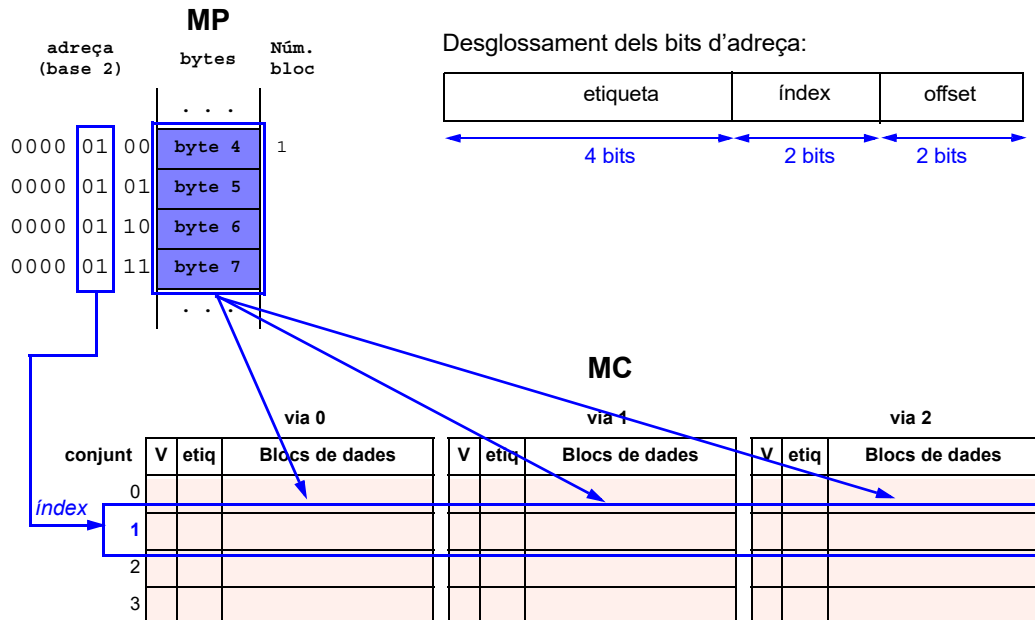 MP
adreça
(base 2)
bytes
Núm.
bloc
. . .
0000 01 00 byte 4 1
0000 01 01 byte 5
0000 01 10 byte 6
0000 01 11 byte 7
. . .
Desglossament dels bits d'adreça:
etiqueta índex offset
4 bits 2 bits 2 bits
MC
via 0 via 1 via 2
conjunt V etiq Blocs de dades V etiq Blocs de dades V etiq Blocs de dades
0
índex
1
2
3